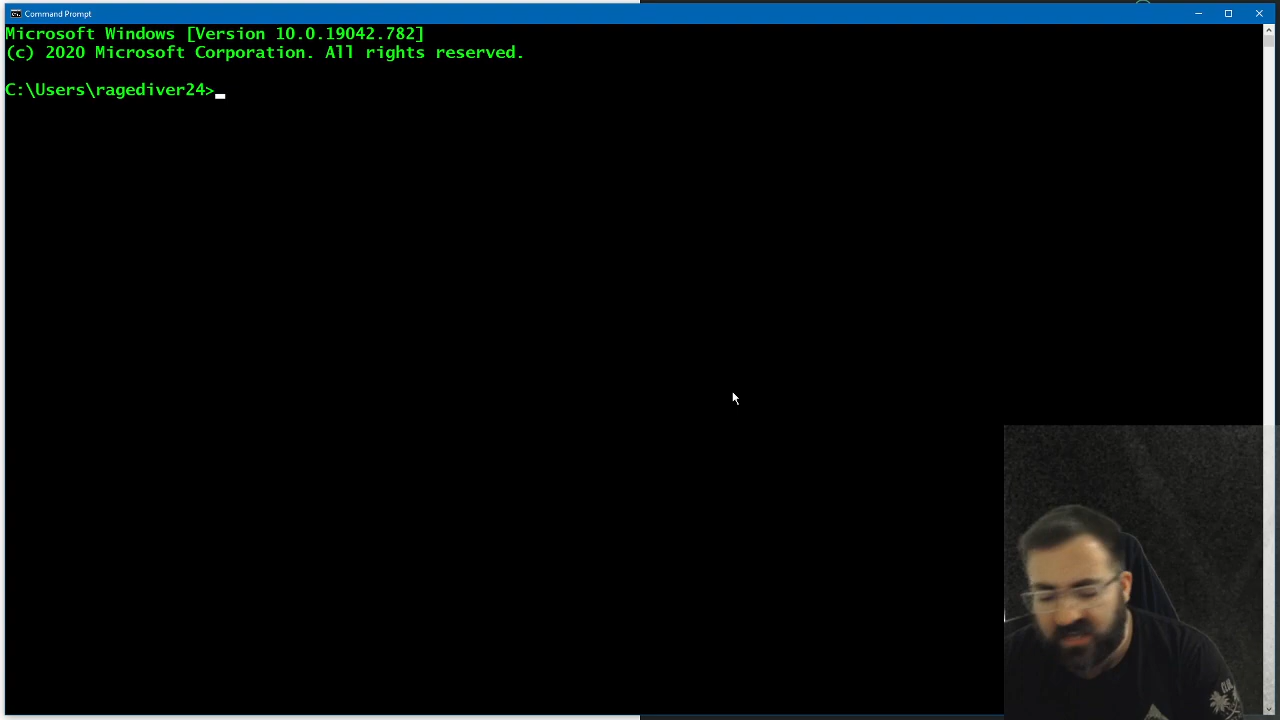 Command Prompt
Microsoft Windows [Version 10.0.19042.782]
(c) 2020 Microsoft Corporation. All rights reserved.
C:\Users\ragediver24>